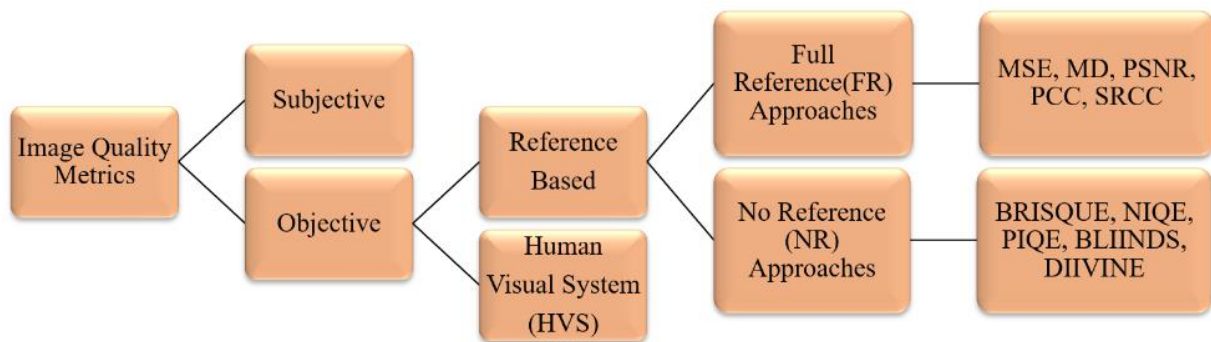 Image Quality
Metrics
Subjective
Objective
Reference
Based
Human
Visual System
(HVS)
Full
Reference(FR)
Approaches
No Reference
(NR)
Approaches
MSE, MD, PSNR,
PCC, SRCC
BRISQUE, NIQE,
PIQE, BLIINDS,
DIIVINE